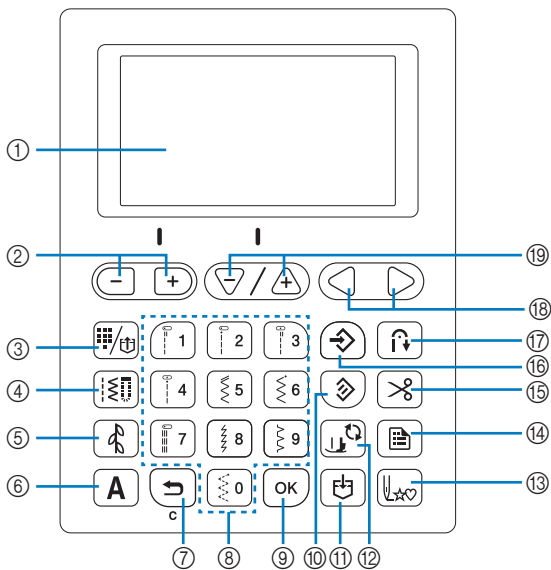 ①
② − + − / + ⑲
⑱
③ 1 2 3 ⑰
⑯
④ 4 5 6 ⑮
⑤ 7 8 9 ⑭
⑥ A 0 OK ⑬
C
⑦ ⑧ ⑨ ⑩ ⑪ ⑫